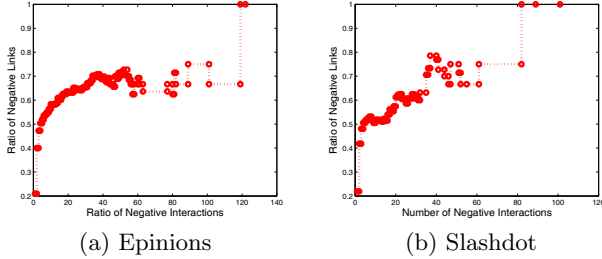 1
0.9
0.8
0.7
0.6
0.5
0.4
0.3
0.2
0 20 40 60 80 100 120 140
Ratio of Negative Links
Ratio of Negative Interactions
(a) Epinions
1
0.9
0.8
0.7
0.6
0.5
0.4
0.3
0.2
0 20 40 60 80 100 120
Ratio of Negative Links
Number of Negative Interactions
(b) Slashdot